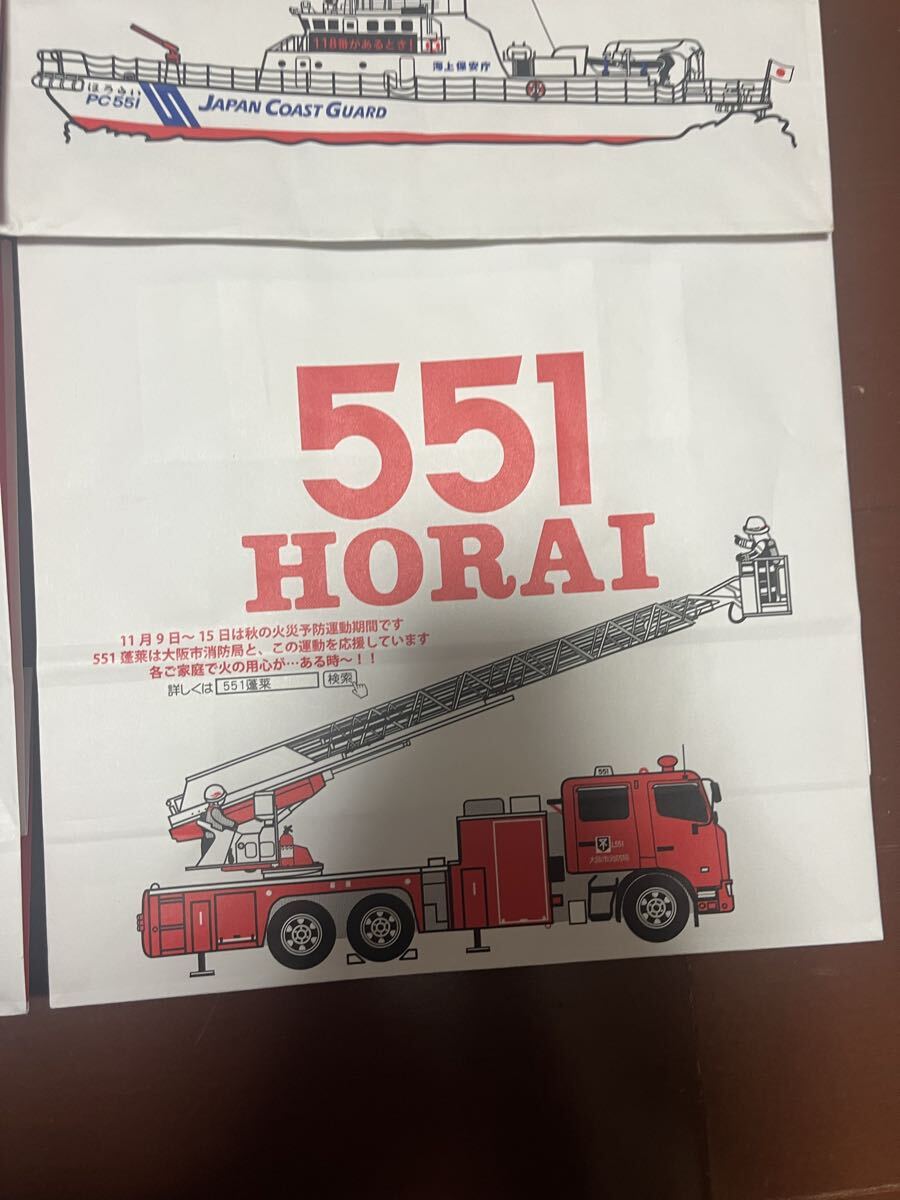 118番があるとき!
海上保安庁
ほうらい
PC551
JAPAN COAST GUARD
551
HORAI
11月9日〜15日は秋の火災予防運動期間です
551蓬莱は大阪市消防局と、この運動を応援しています
各ご家庭で火の用心が…ある時〜！！
詳しくは 551蓬莱 検索
551
L551
大阪市消防局